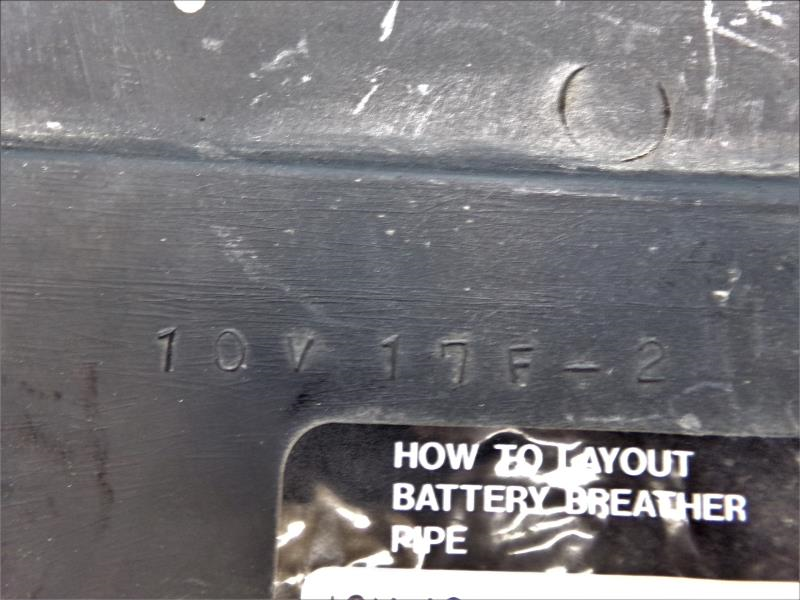 10V 17F-2
HOW TO LAYOUT
BATTERY BREATHER
PIPE